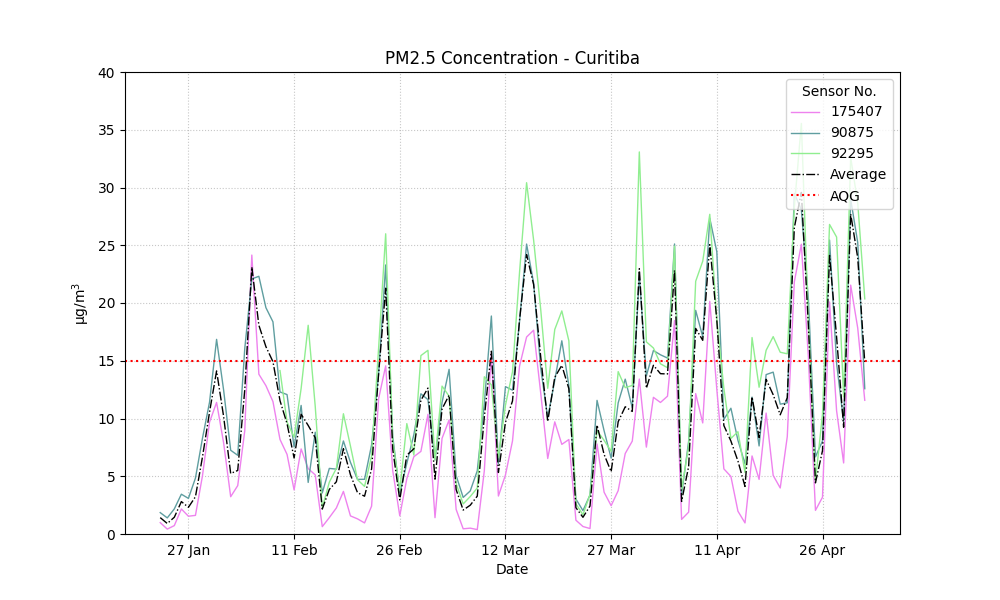 PM2.5 Concentration - Curitiba
40
35
30
25
20
15
10
5
0
µg/m³
Sensor No.
175407
90875
92295
Average
AQG
27 Jan
11 Feb
26 Feb
12 Mar
27 Mar
11 Apr
26 Apr
Date